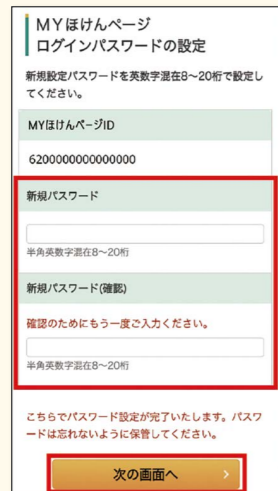 MYほけんページ
ログインパスワードの設定
新規設定パスワードを英数字混在8～20桁で設定し
てください。
MYほけんページID
6200000000000000
新規パスワード
半角英数字混在8～20桁
新規パスワード(確認)
確認のためにもう一度ご入力ください。
半角英数字混在8～20桁
こちらでパスワード設定が完了いたします。パスワ
ードは忘れないように保管してください。
次の画面へ